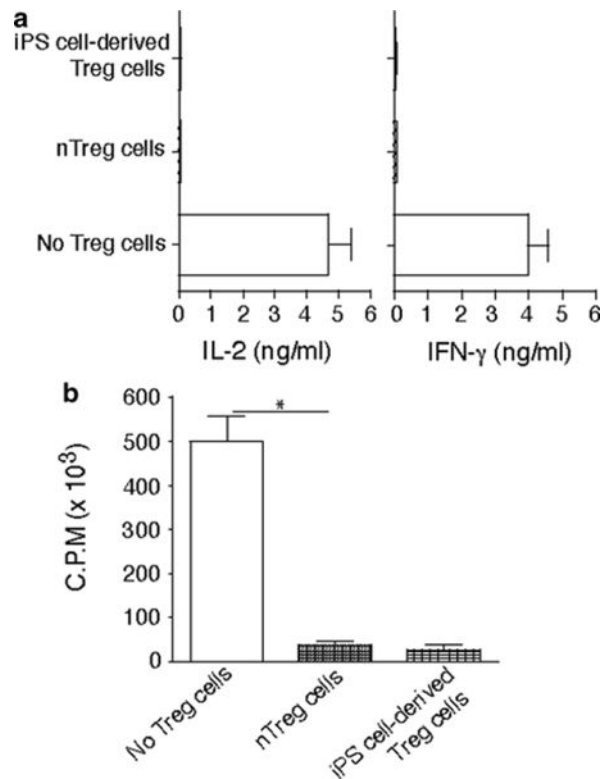 a
iPS cell-derived
Treg cells
nTreg cells
No Treg cells
0 1 2 3 4 5 6
0 1 2 3 4 5 6
IL-2 (ng/ml)
IFN-γ (ng/ml)
b
C.P.M (x 10³)
600
500
400
300
200
100
0
*
No Treg cells
nTreg cells
iPS cell-derived
Treg cells